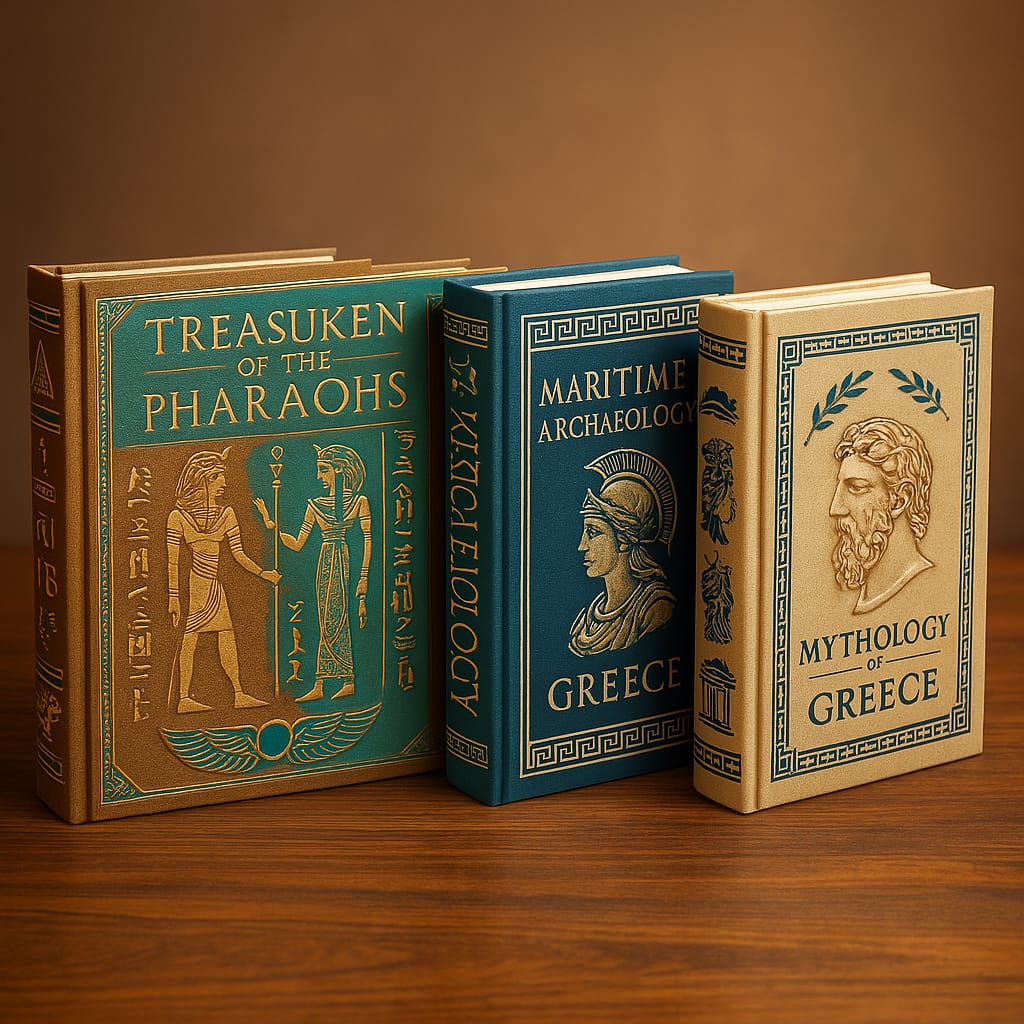 TREASUKEN
OF THE
PHARAOHS
MARITIME
ARCHAEOLOGY
GREECE
MYTHOLOGY
OF
GREECE